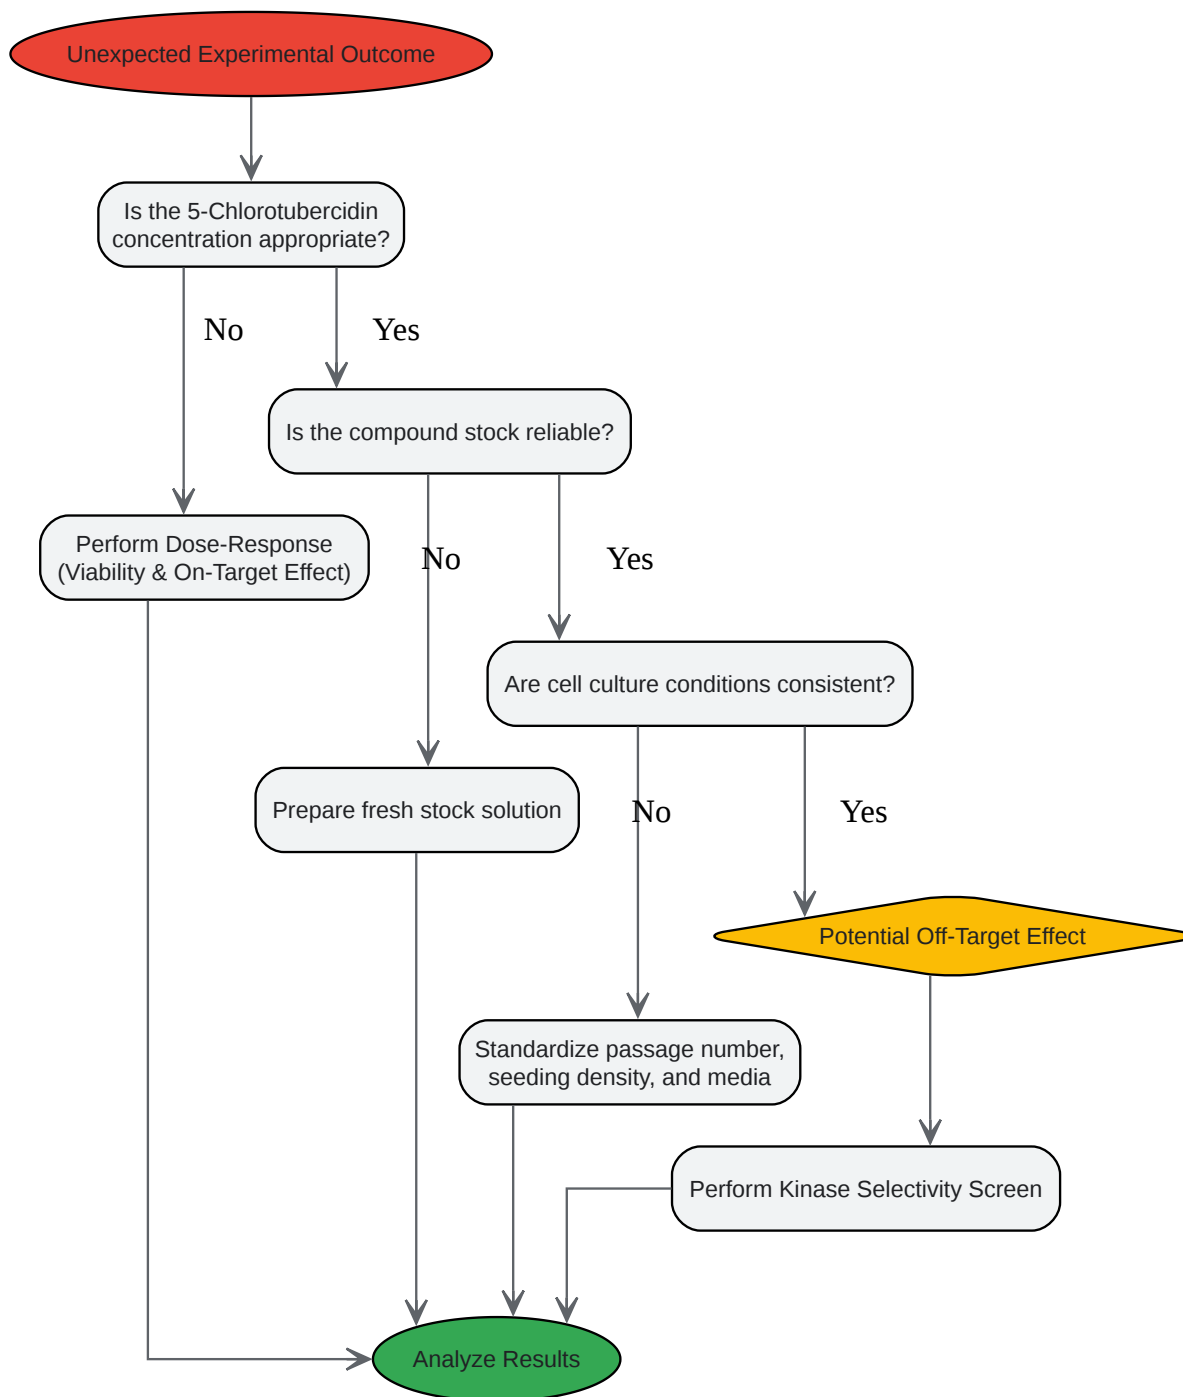 Unexpected Experimental Outcome
Is the 5-Chlorotubercidin
concentration appropriate?
No
Yes
Is the compound stock reliable?
Perform Dose-Response
(Viability & On-Target Effect)
No
Yes
Are cell culture conditions consistent?
Prepare fresh stock solution
No
Yes
Potential Off-Target Effect
Standardize passage number,
seeding density, and media
Perform Kinase Selectivity Screen
Analyze Results